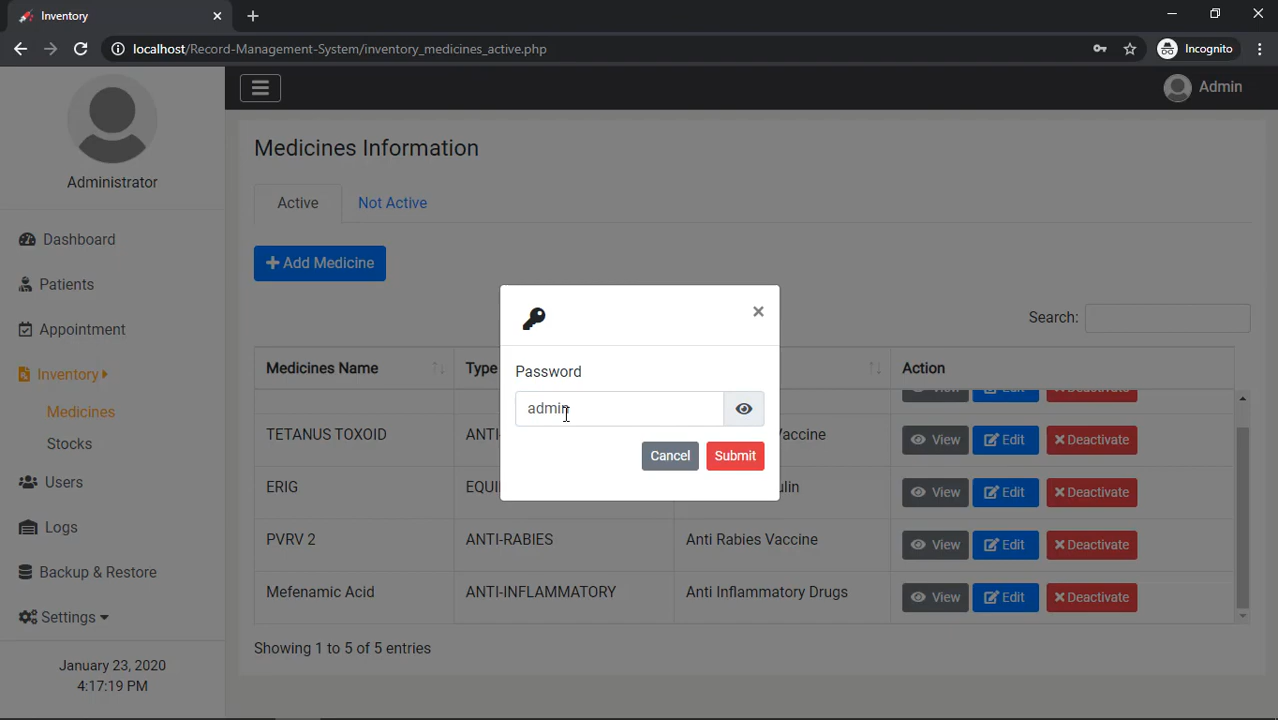 Inventory
localhost/Record-Management-System/inventory_medicines_active.php
Incognito
Admin
Administrator
Dashboard
Patients
Appointment
Inventory
Medicines
Stocks
Users
Logs
Backup & Restore
Settings
January 23, 2020
4:17:19 PM
Medicines Information
Active Not Active
Add Medicine
Search:
Medicines Name Type Action
TETANUS TOXOID ANTI- accine View Edit Deactivate
ERIG EQUI ulin View Edit Deactivate
PVRV 2 ANTI-RABIES Anti Rabies Vaccine View Edit Deactivate
Mefenamic Acid ANTI-INFLAMMATORY Anti Inflammatory Drugs View Edit Deactivate
Showing 1 to 5 of 5 entries
Password
admin
Cancel Submit